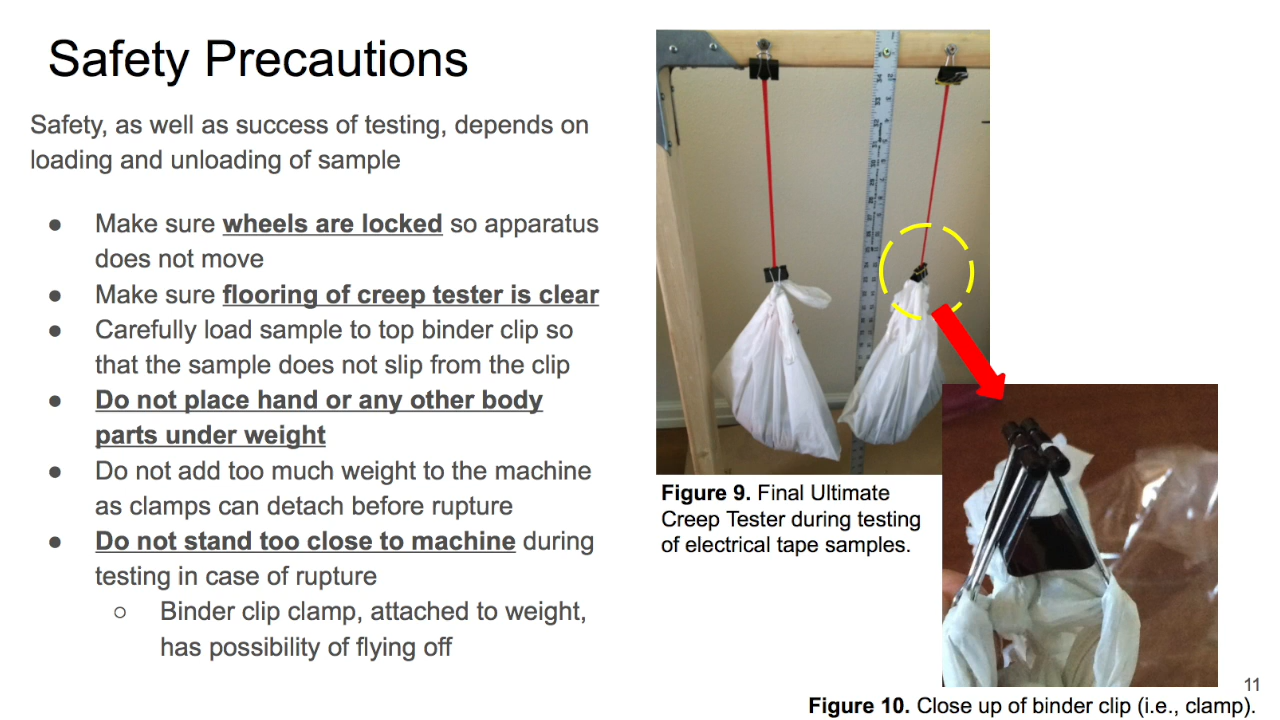 Safety Precautions
Safety, as well as success of testing, depends on
loading and unloading of sample
● Make sure wheels are locked so apparatus
does not move
● Make sure flooring of creep tester is clear
● Carefully load sample to top binder clip so
that the sample does not slip from the clip
● Do not place hand or any other body
parts under weight
● Do not add too much weight to the machine
as clamps can detach before rupture
● Do not stand too close to machine during
testing in case of rupture
○ Binder clip clamp, attached to weight,
has possibility of flying off
Figure 9. Final Ultimate
Creep Tester during testing
of electrical tape samples.
11
Figure 10. Close up of binder clip (i.e., clamp).